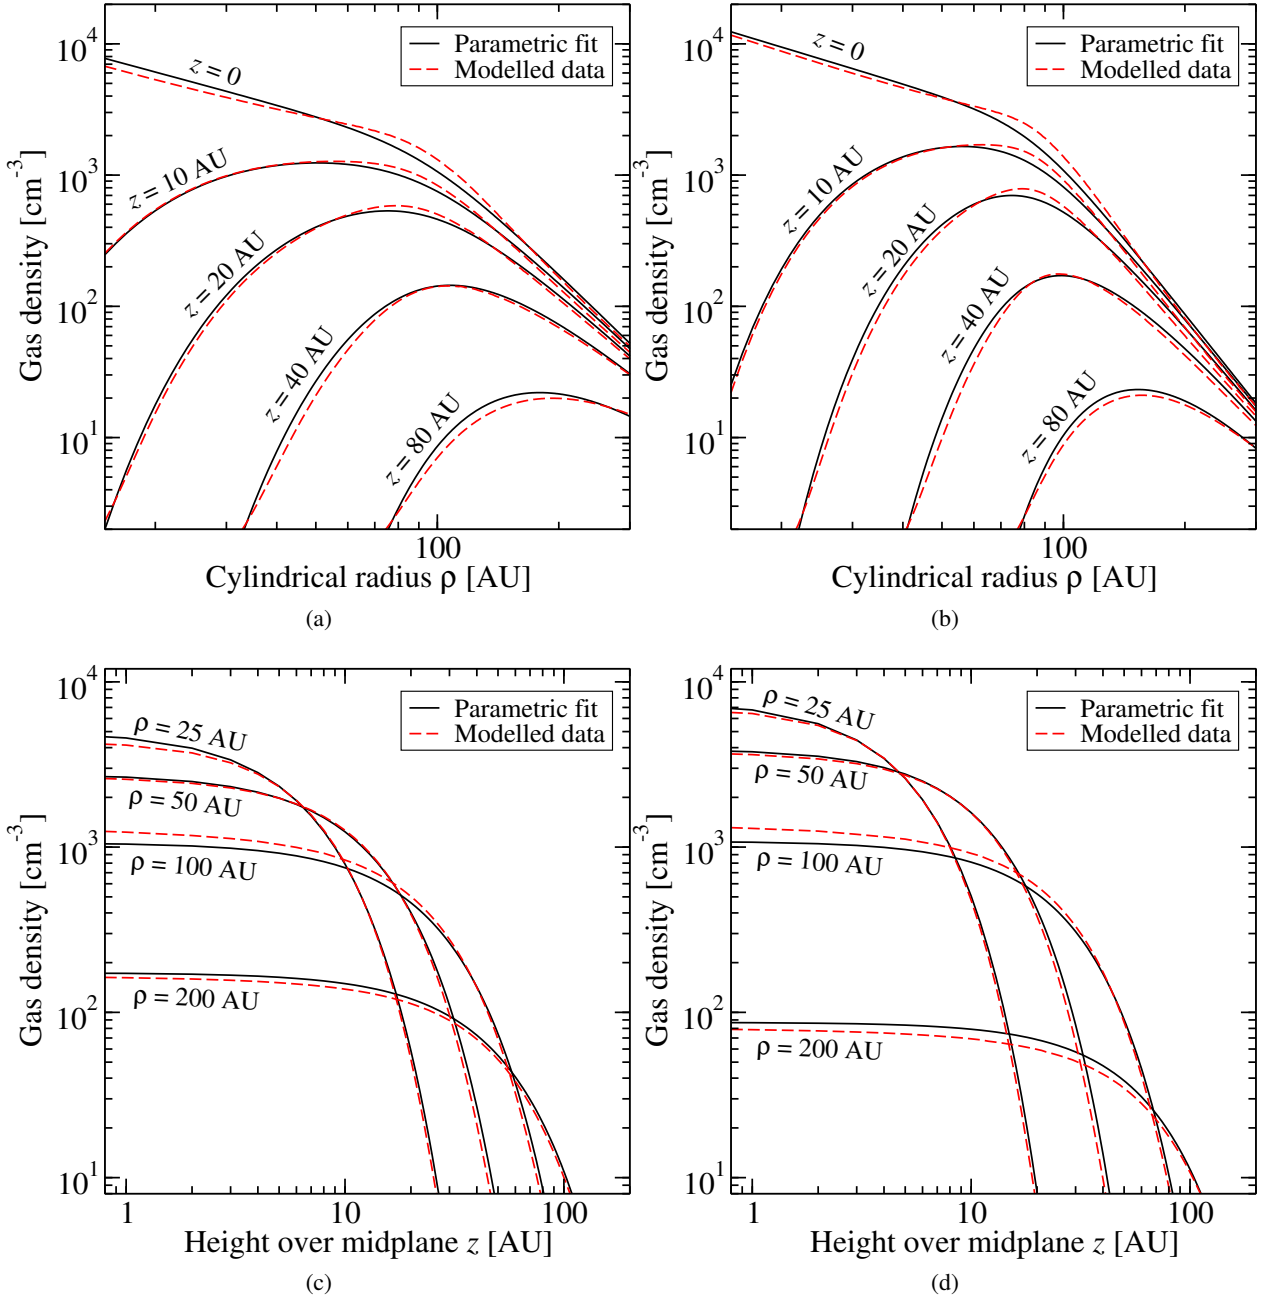 10^4
10^3
10^2
10^1
Gas density [cm^-3]
Parametric fit
Modelled data
z = 0
z = 10 AU
z = 20 AU
z = 40 AU
z = 80 AU
100
Cylindrical radius ρ [AU]
(a)
10^4
10^3
10^2
10^1
Gas density [cm^-3]
Parametric fit
Modelled data
z = 0
z = 10 AU
z = 20 AU
z = 40 AU
z = 80 AU
100
Cylindrical radius ρ [AU]
(b)
10^4
10^3
10^2
10^1
Gas density [cm^-3]
Parametric fit
Modelled data
ρ = 25 AU
ρ = 50 AU
ρ = 100 AU
ρ = 200 AU
1 10 100
Height over midplane z [AU]
(c)
10^4
10^3
10^2
10^1
Gas density [cm^-3]
Parametric fit
Modelled data
ρ = 25 AU
ρ = 50 AU
ρ = 100 AU
ρ = 200 AU
1 10 100
Height over midplane z [AU]
(d)